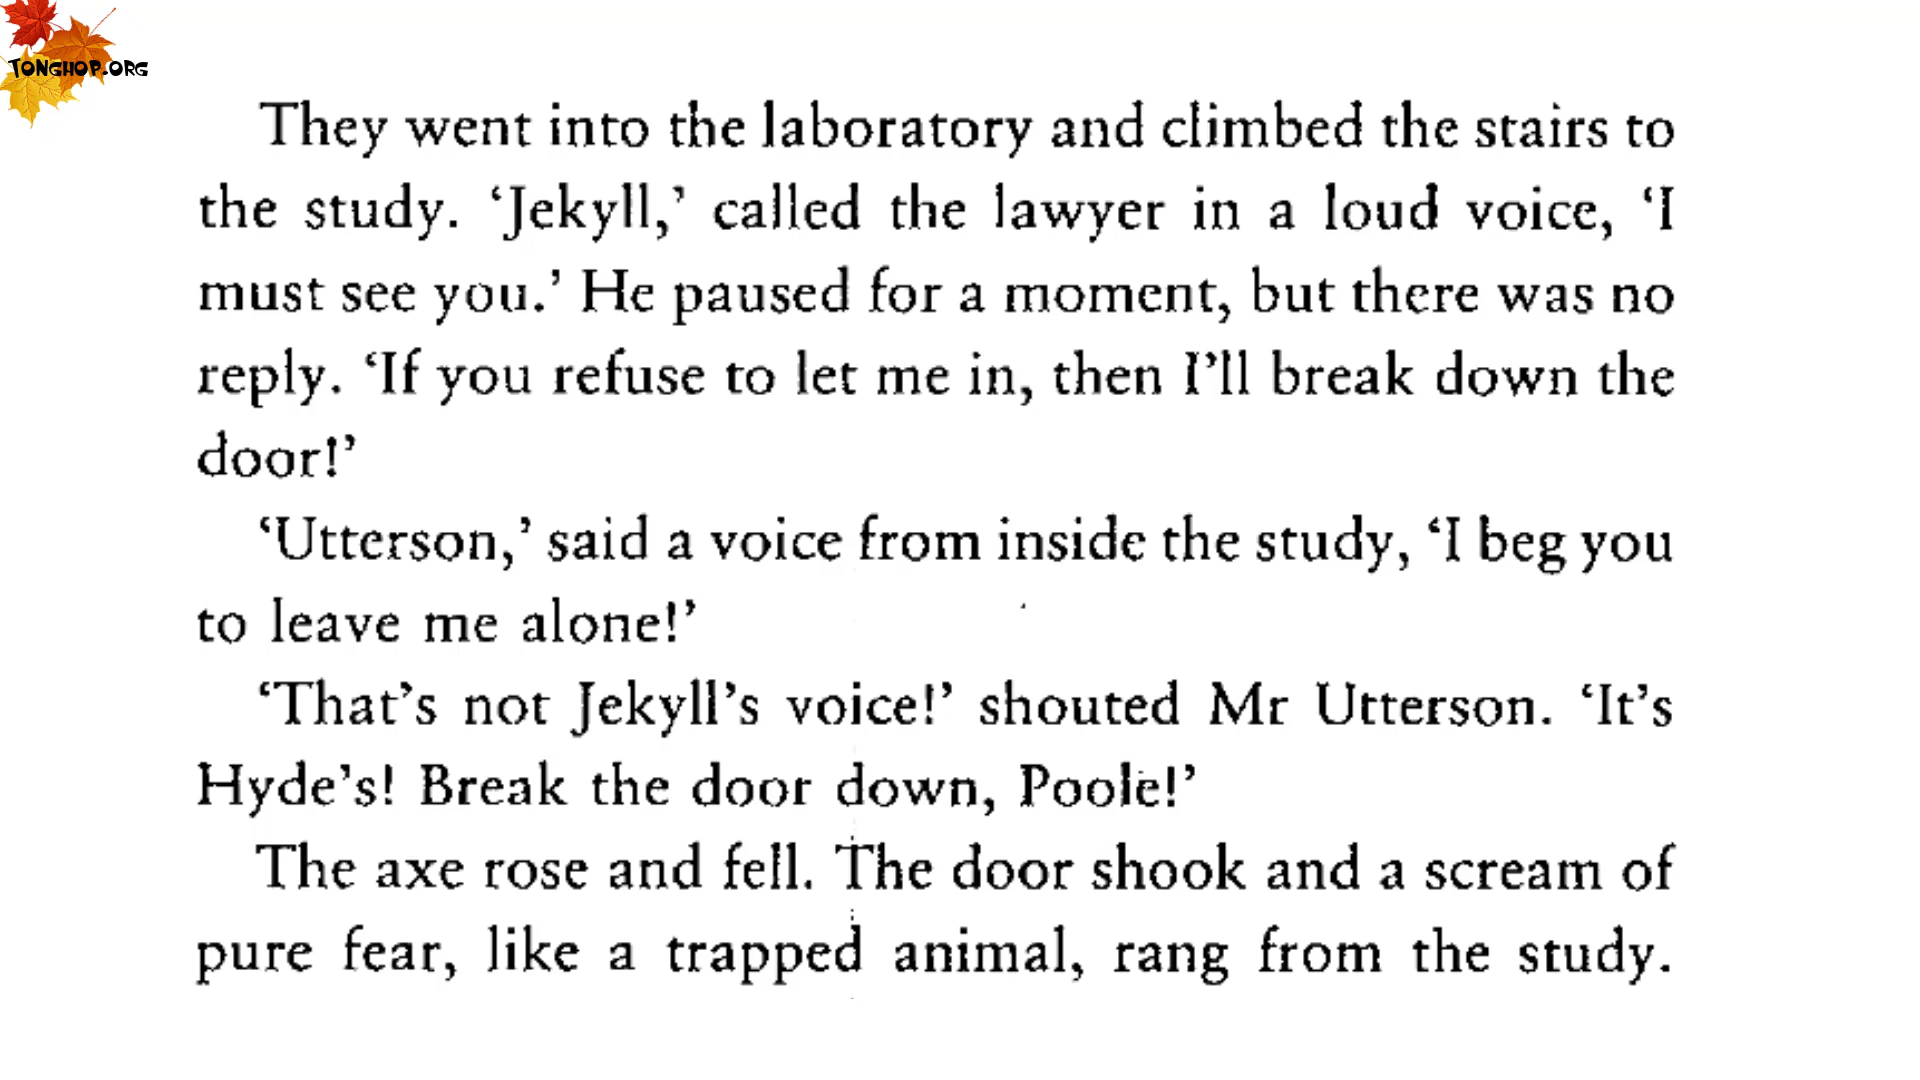 TONGHOP.ORG
They went into the laboratory and climbed the stairs to
the study. ‘Jekyll,’ called the lawyer in a loud voice, ‘I
must see you.’ He paused for a moment, but there was no
reply. ‘If you refuse to let me in, then I’ll break down the
door!’
‘Utterson,’ said a voice from inside the study, ‘I beg you
to leave me alone!’
‘That’s not Jekyll’s voice!’ shouted Mr Utterson. ‘It’s
Hyde’s! Break the door down, Poole!’
The axe rose and fell. The door shook and a scream of
pure fear, like a trapped animal, rang from the study.